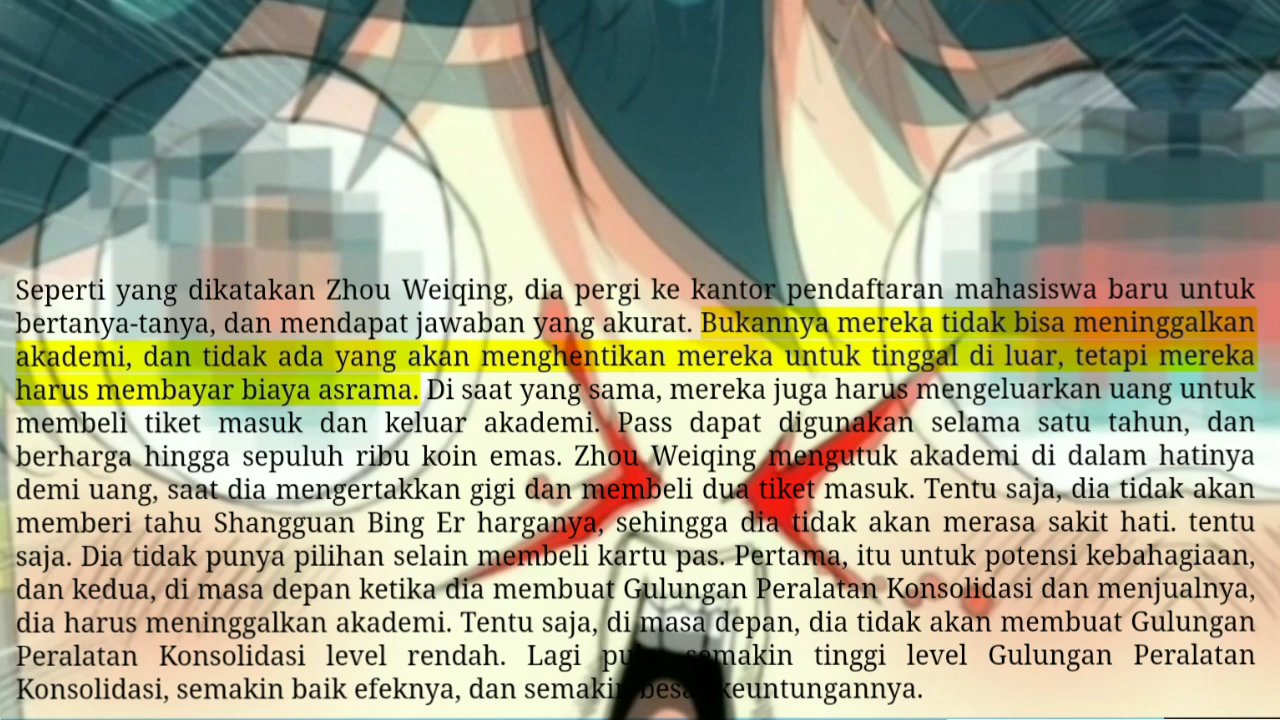 Seperti yang dikatakan Zhou Weiqing, dia pergi ke kantor pendaftaran mahasiswa baru untuk
bertanya-tanya, dan mendapat jawaban yang akurat. Bukannya mereka tidak bisa meninggalkan
akademi, dan tidak ada yang akan menghentikan mereka untuk tinggal di luar, tetapi mereka
harus membayar biaya asrama. Di saat yang sama, mereka juga harus mengeluarkan uang untuk
membeli tiket masuk dan keluar akademi. Pass dapat digunakan selama satu tahun, dan
berharga hingga sepuluh ribu koin emas. Zhou Weiqing mengutuk akademi di dalam hatinya
demi uang, saat dia mengertakkan gigi dan membeli dua tiket masuk. Tentu saja, dia tidak akan
memberi tahu Shangguan Bing Er harganya, sehingga dia tidak akan merasa sakit hati. tentu
saja. Dia tidak punya pilihan selain membeli kartu pas. Pertama, itu untuk potensi kebahagiaan,
dan kedua, di masa depan ketika dia membuat Gulungan Peralatan Konsolidasi dan menjualnya,
dia harus meninggalkan akademi. Tentu saja, di masa depan, dia tidak akan membuat Gulungan
Peralatan Konsolidasi level rendah. Lagi pula, semakin tinggi level Gulungan Peralatan
Konsolidasi, semakin baik efeknya, dan semakin besar keuntungannya.